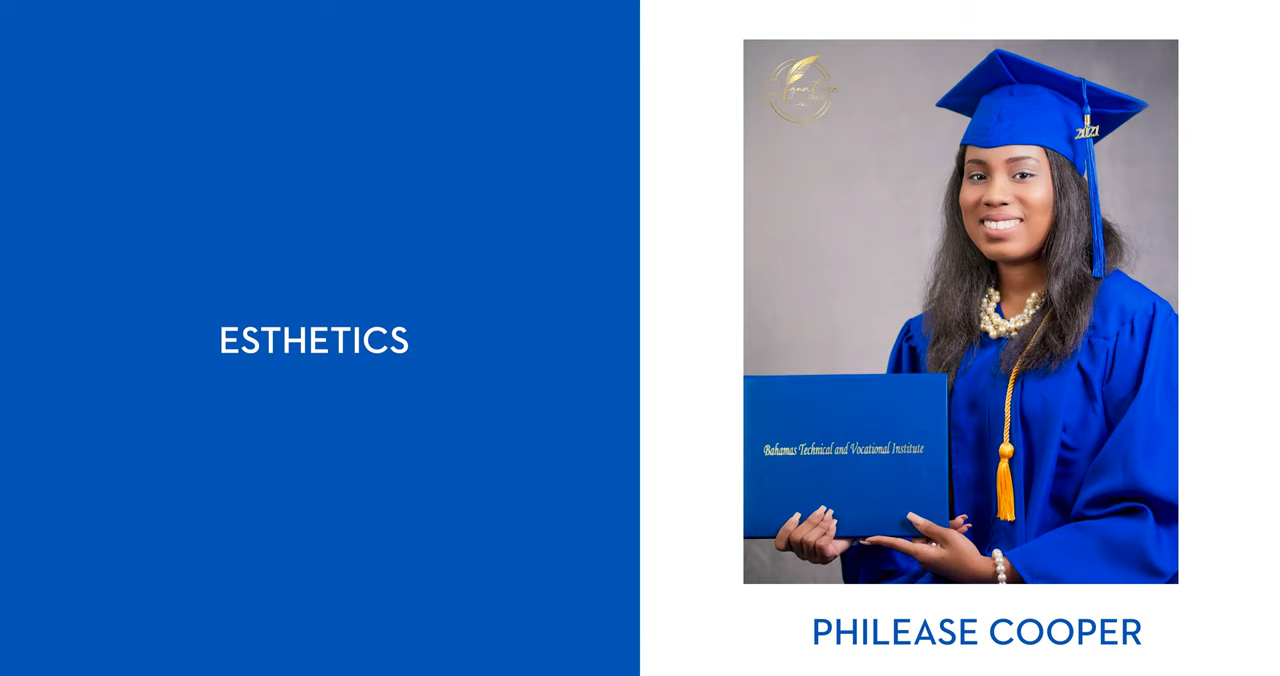 ESTHETICS
2021
Bahamas Technical and Vocational Institute
PHILEASE COOPER